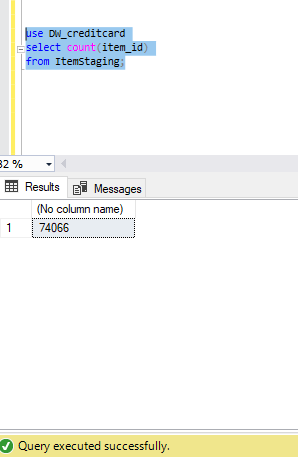 use DW_creditcard
select count(item_id)
from ItemStaging;
32 %
Results Messages
(No column name)
1 74066
Query executed successfully.